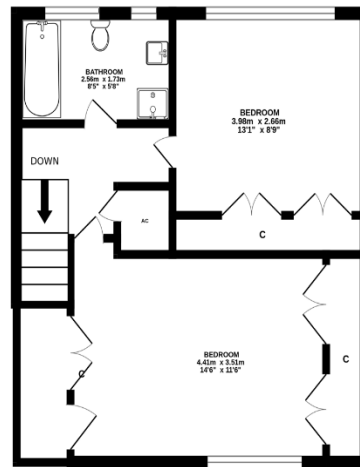 BATHROOM
2.56m x 1.73m
8'5" x 5'8"
BEDROOM
3.98m x 2.66m
13'1" x 8'9"
DOWN
AC
C
BEDROOM
4.41m x 3.51m
14'6" x 11'6"
C
C